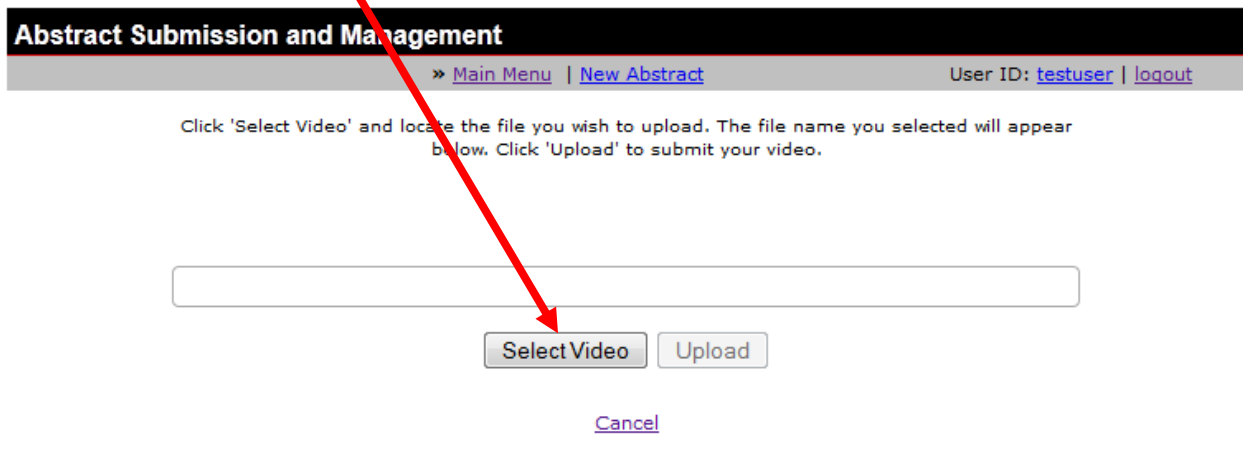 Abstract Submission and Management
» Main Menu | New Abstract User ID: testuser | logout
Click 'Select Video' and locate the file you wish to upload. The file name you selected will appear
below. Click 'Upload' to submit your video.
Select Video Upload
Cancel